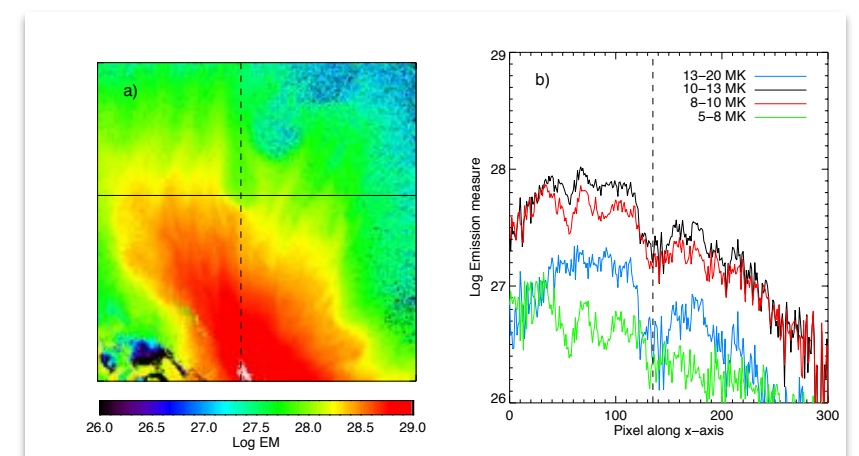 a)
26.0 26.5 27.0 27.5 28.0 28.5 29.0
Log EM
b)
13–20 MK
10–13 MK
8–10 MK
5–8 MK
29
28
27
26
Log Emission measure
0 100 200 300
Pixel along x–axis